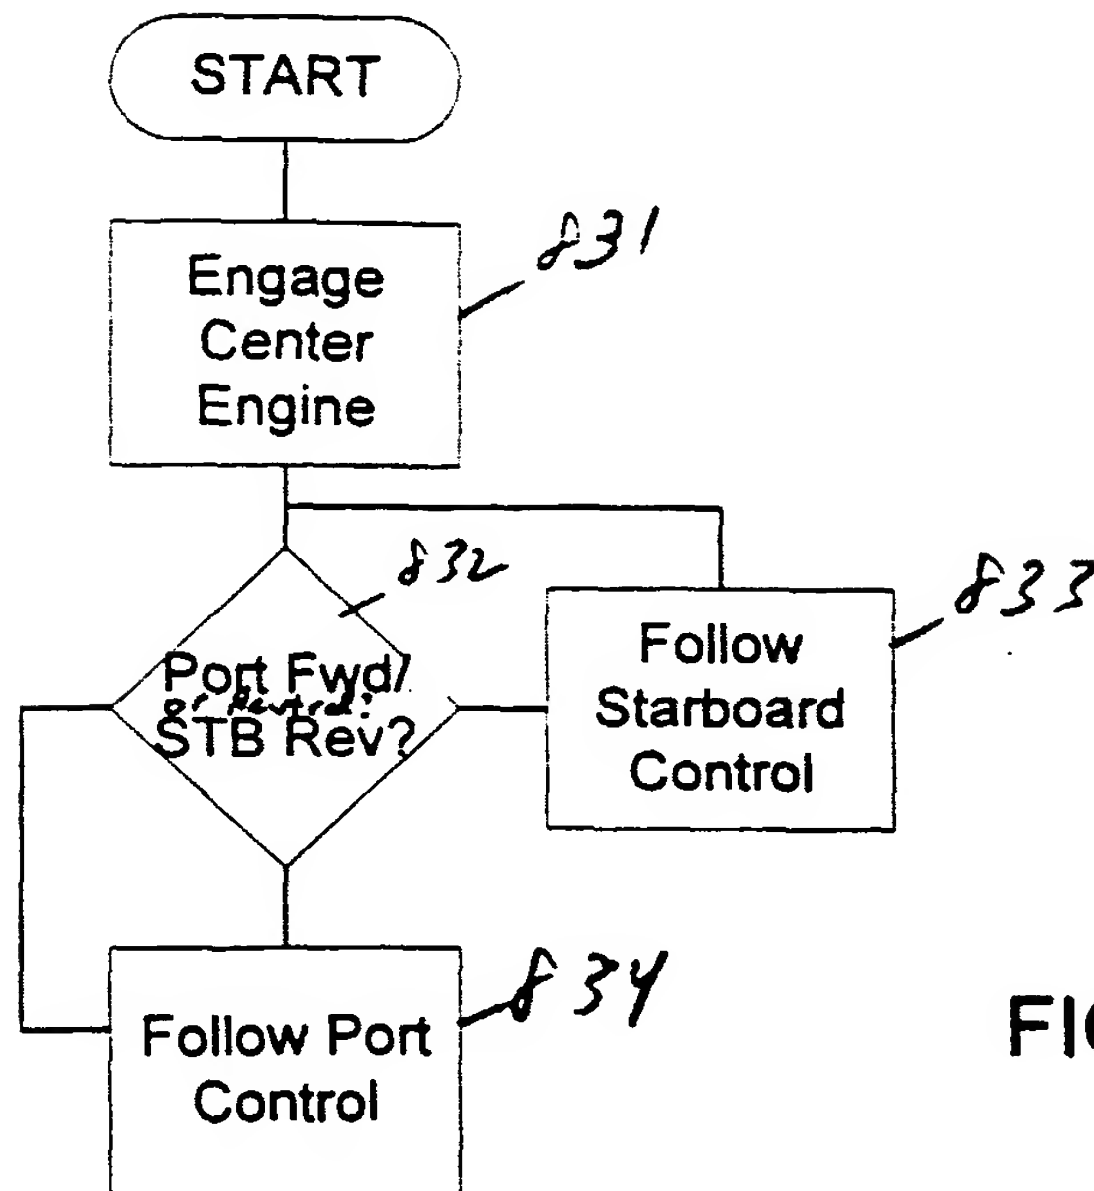 START
831
Engage
Center
Engine
832
833
Port Fwd/
or Neutral?
STB Rev?
Follow
Starboard
Control
834
Follow Port
Control
FIG